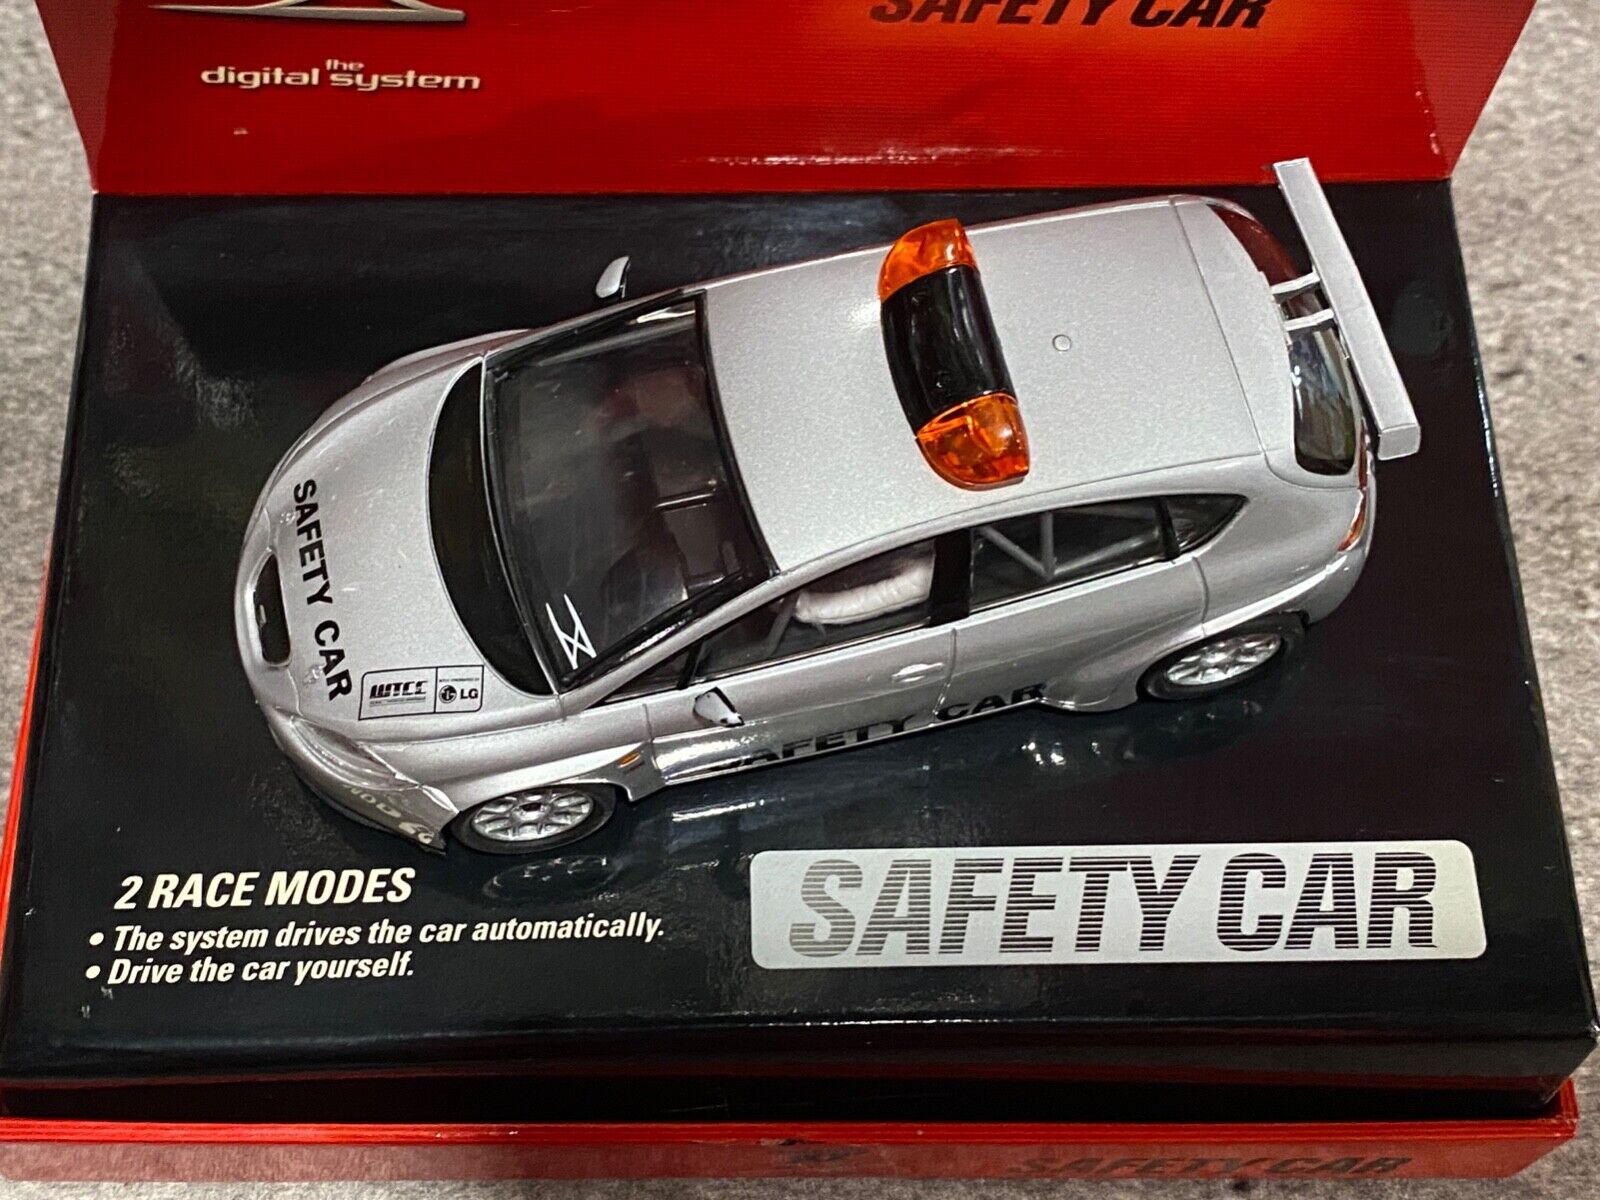 SAFETY CAR
the
digital system
SAFETY CAR
WTCC
LG
SAFETY CAR
2 RACE MODES
• The system drives the car automatically.
• Drive the car yourself.
SAFETY CAR
SAFETY CAR